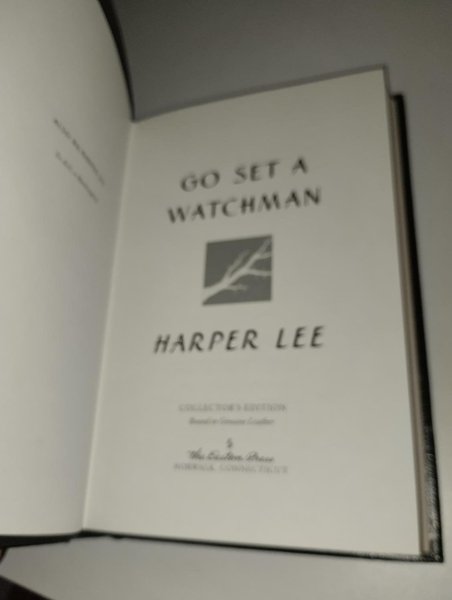 GO SET A
WATCHMAN
HARPER LEE
COLLECTOR'S EDITION
Bound in Genuine Leather
The Easton Press
NORWALK, CONNECTICUT